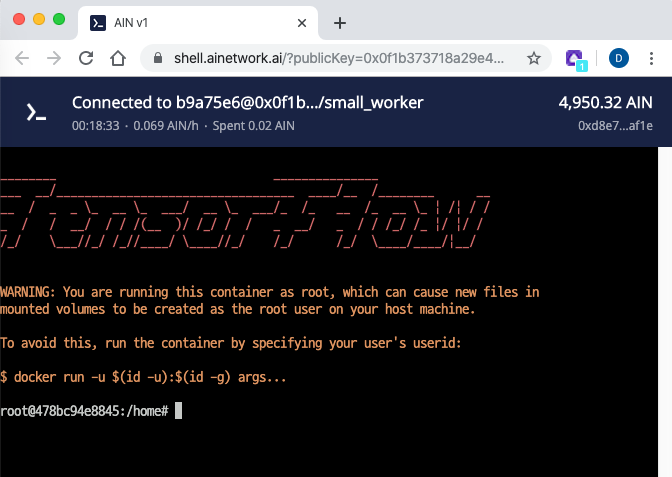 AIN v1
shell.ainetwork.ai/?publicKey=0x0f1b373718a29e4...
1
D
Connected to b9a75e6@0x0f1b.../small_worker
4,950.32 AIN
00:18:33 · 0.069 AIN/h · Spent 0.02 AIN
0xd8e7...af1e
TensorFlow
WARNING: You are running this container as root, which can cause new files in
mounted volumes to be created as the root user on your host machine.
To avoid this, run the container by specifying your user's userid:
$ docker run -u $(id -u):$(id -g) args...
root@478bc94e8845:/home#